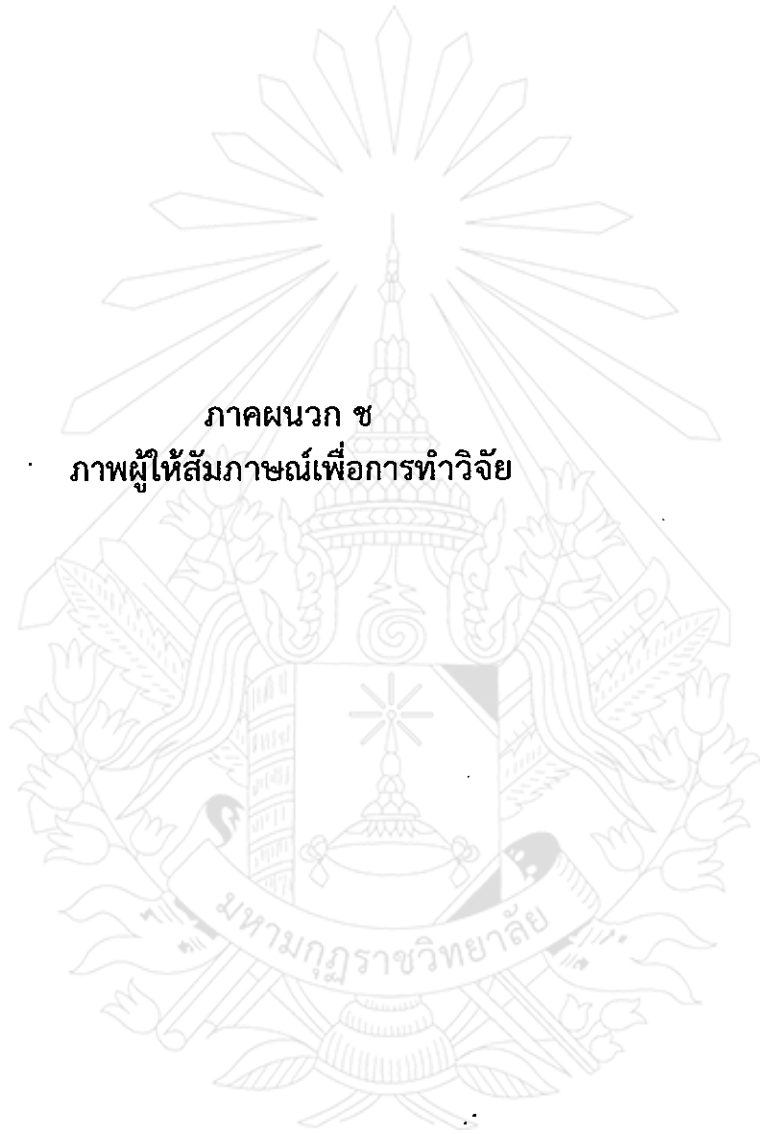 ภาคผนวก ช
ภาพผู้ให้สัมภาษณ์เพื่อการทำวิจัย
มหามกุฏราชวิทยาลัย